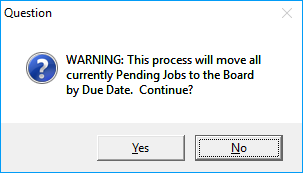 Question
WARNING: This process will move all
currently Pending Jobs to the Board
by Due Date.  Continue?
Yes
No